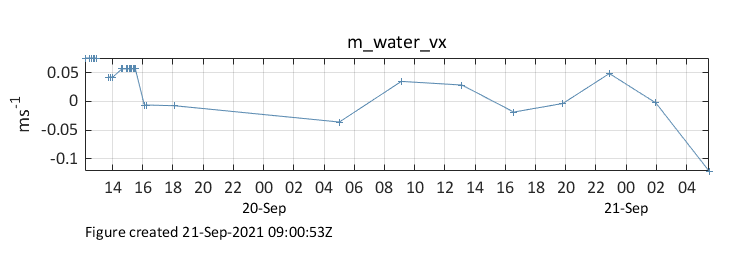 m_water_vx
ms-1
0.05
0
-0.05
-0.1
14 16 18 20 22 00 02 04 06 08 10 12 14 16 18 20 22 00 02 04
20-Sep 21-Sep
Figure created 21-Sep-2021 09:00:53Z